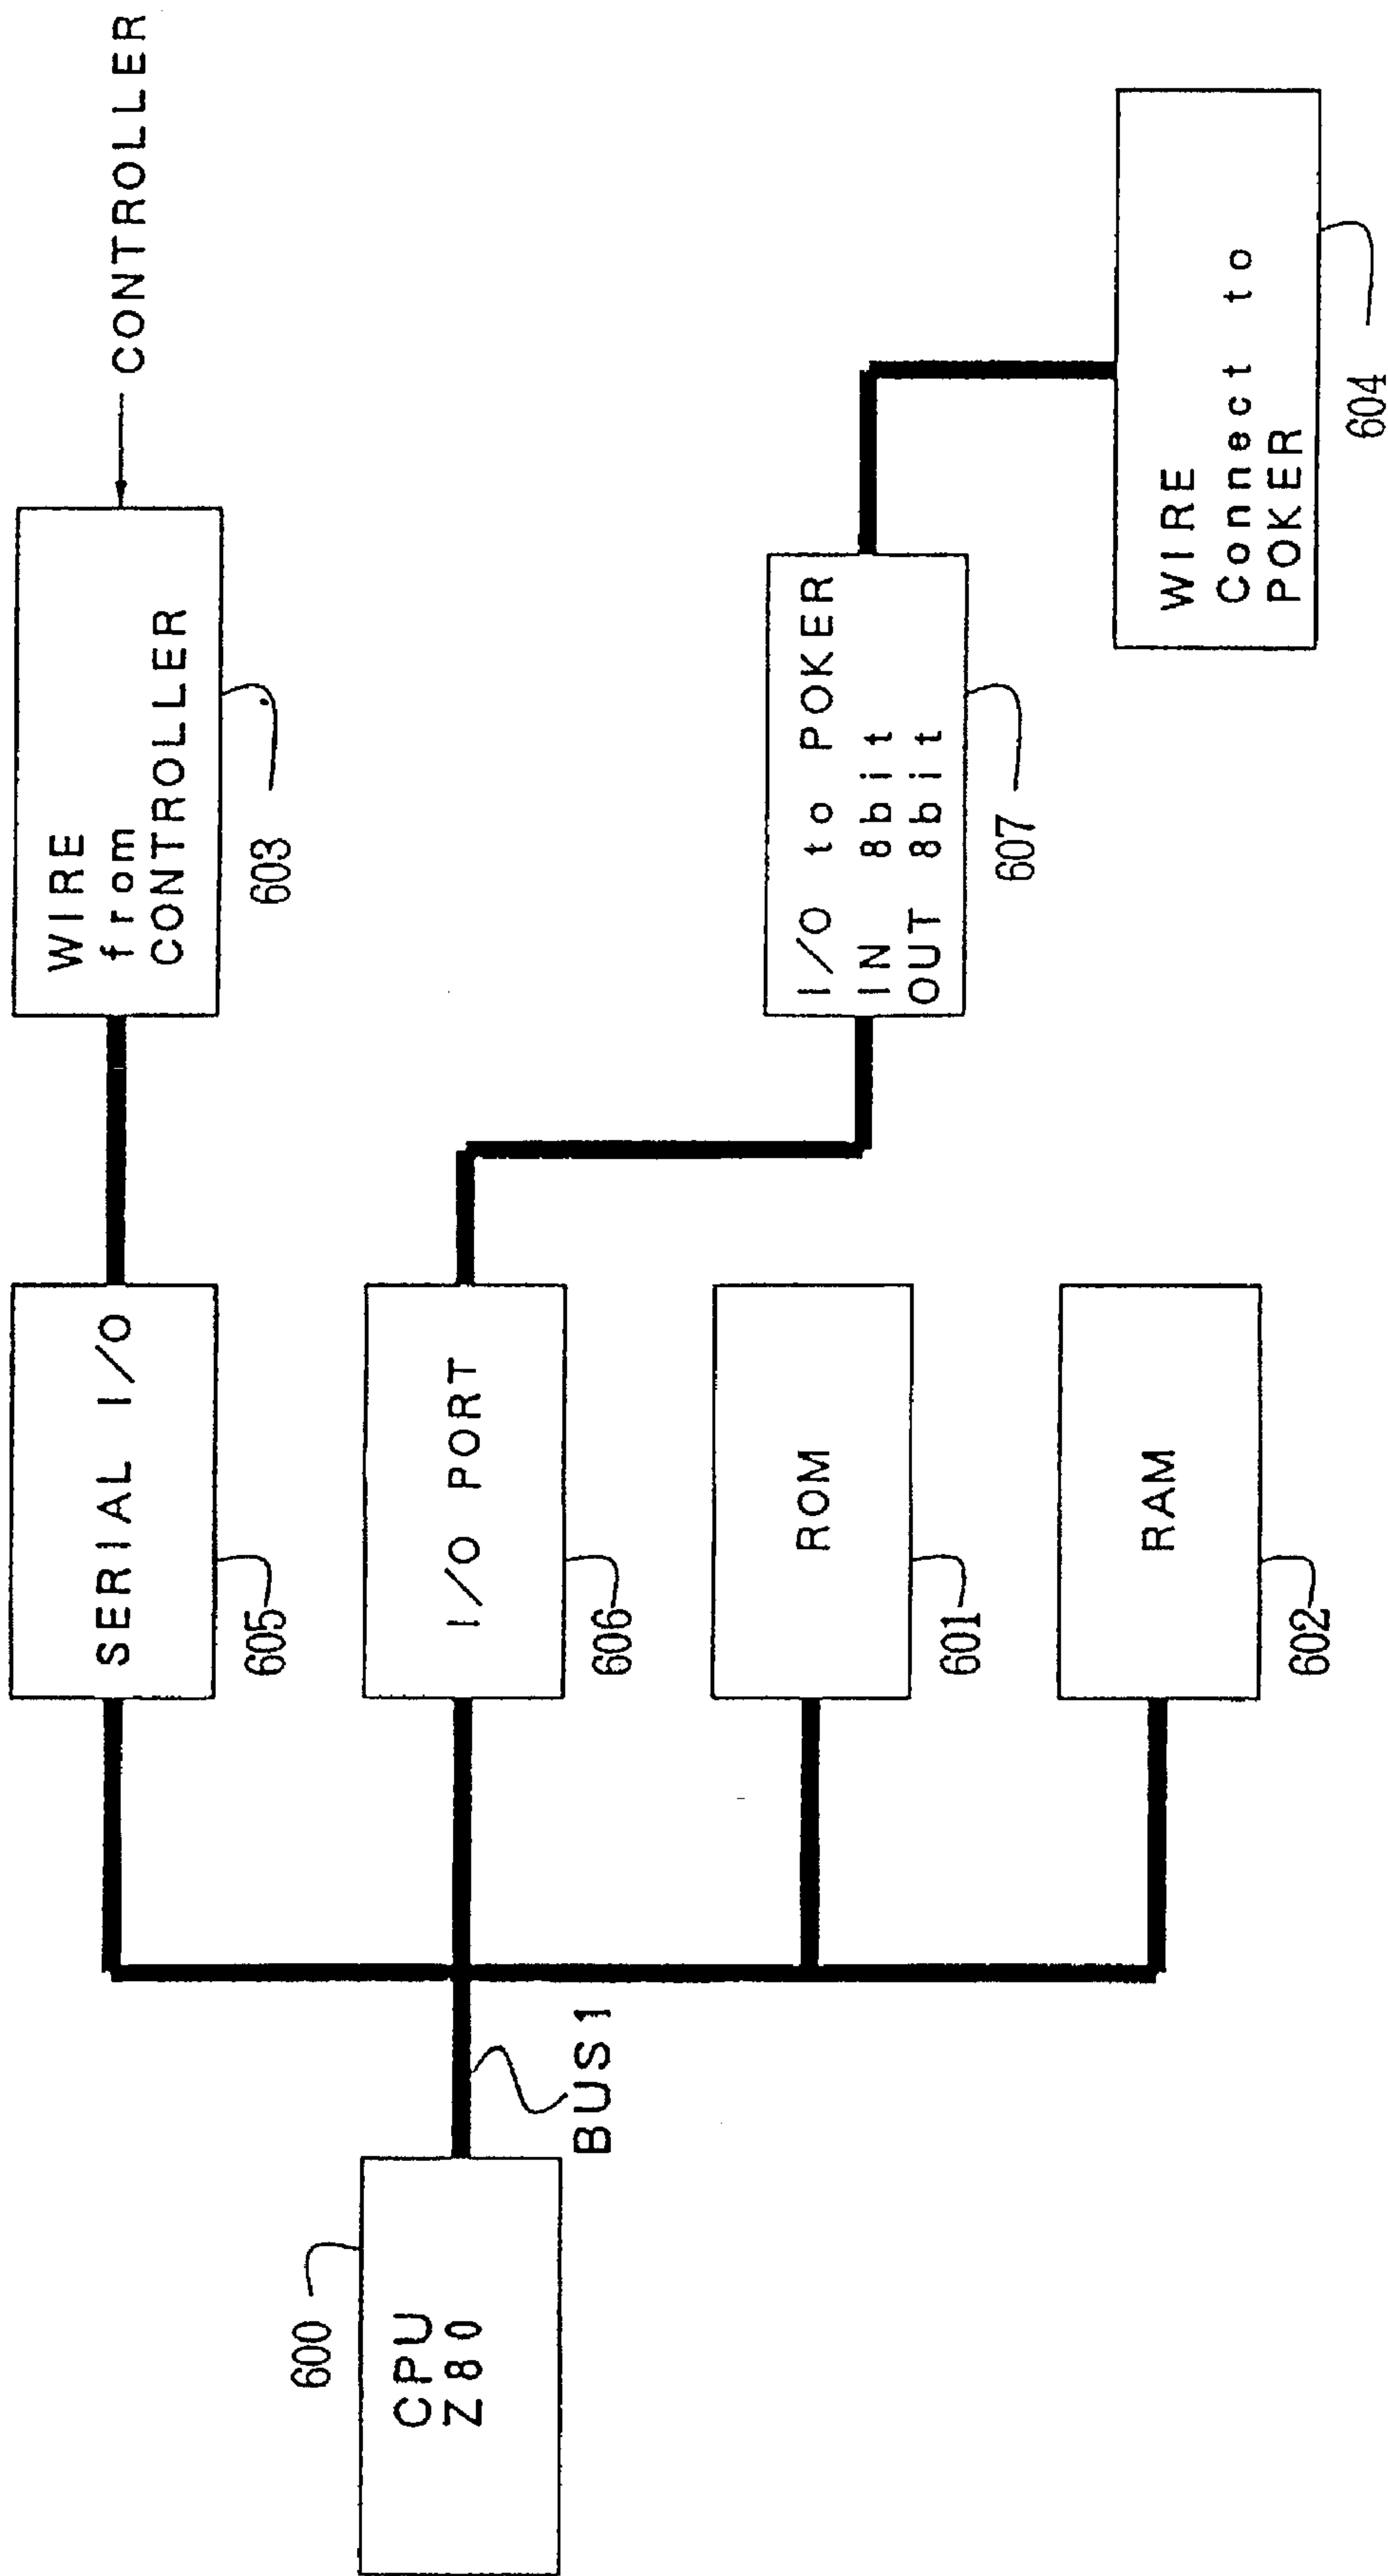 CONTROLLER
WIRE
from
CONTROLLER
603
SERIAL I/O
605
600
CPU
Z80
BUS1
I/O PORT
606
I/O to POKER
IN 8bit
OUT 8bit
607
ROM
601
WIRE
Connect to
POKER
604
RAM
602